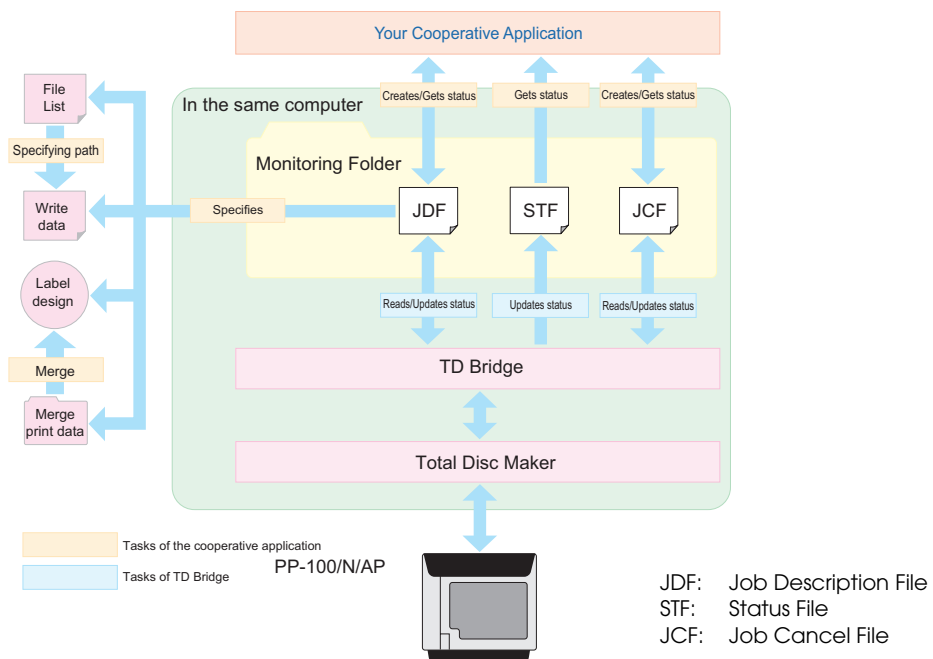 Your Cooperative Application
File
List
In the same computer
Creates/Gets status
Gets status
Creates/Gets status
Specifying path
Monitoring Folder
Write
data
Specifies
JDF
STF
JCF
Label
design
Reads/Updates status
Updates status
Reads/Updates status
Merge
TD Bridge
Merge
print data
Total Disc Maker
Tasks of the cooperative application
Tasks of TD Bridge
PP-100/N/AP
JDF: Job Description File
STF: Status File
JCF: Job Cancel File